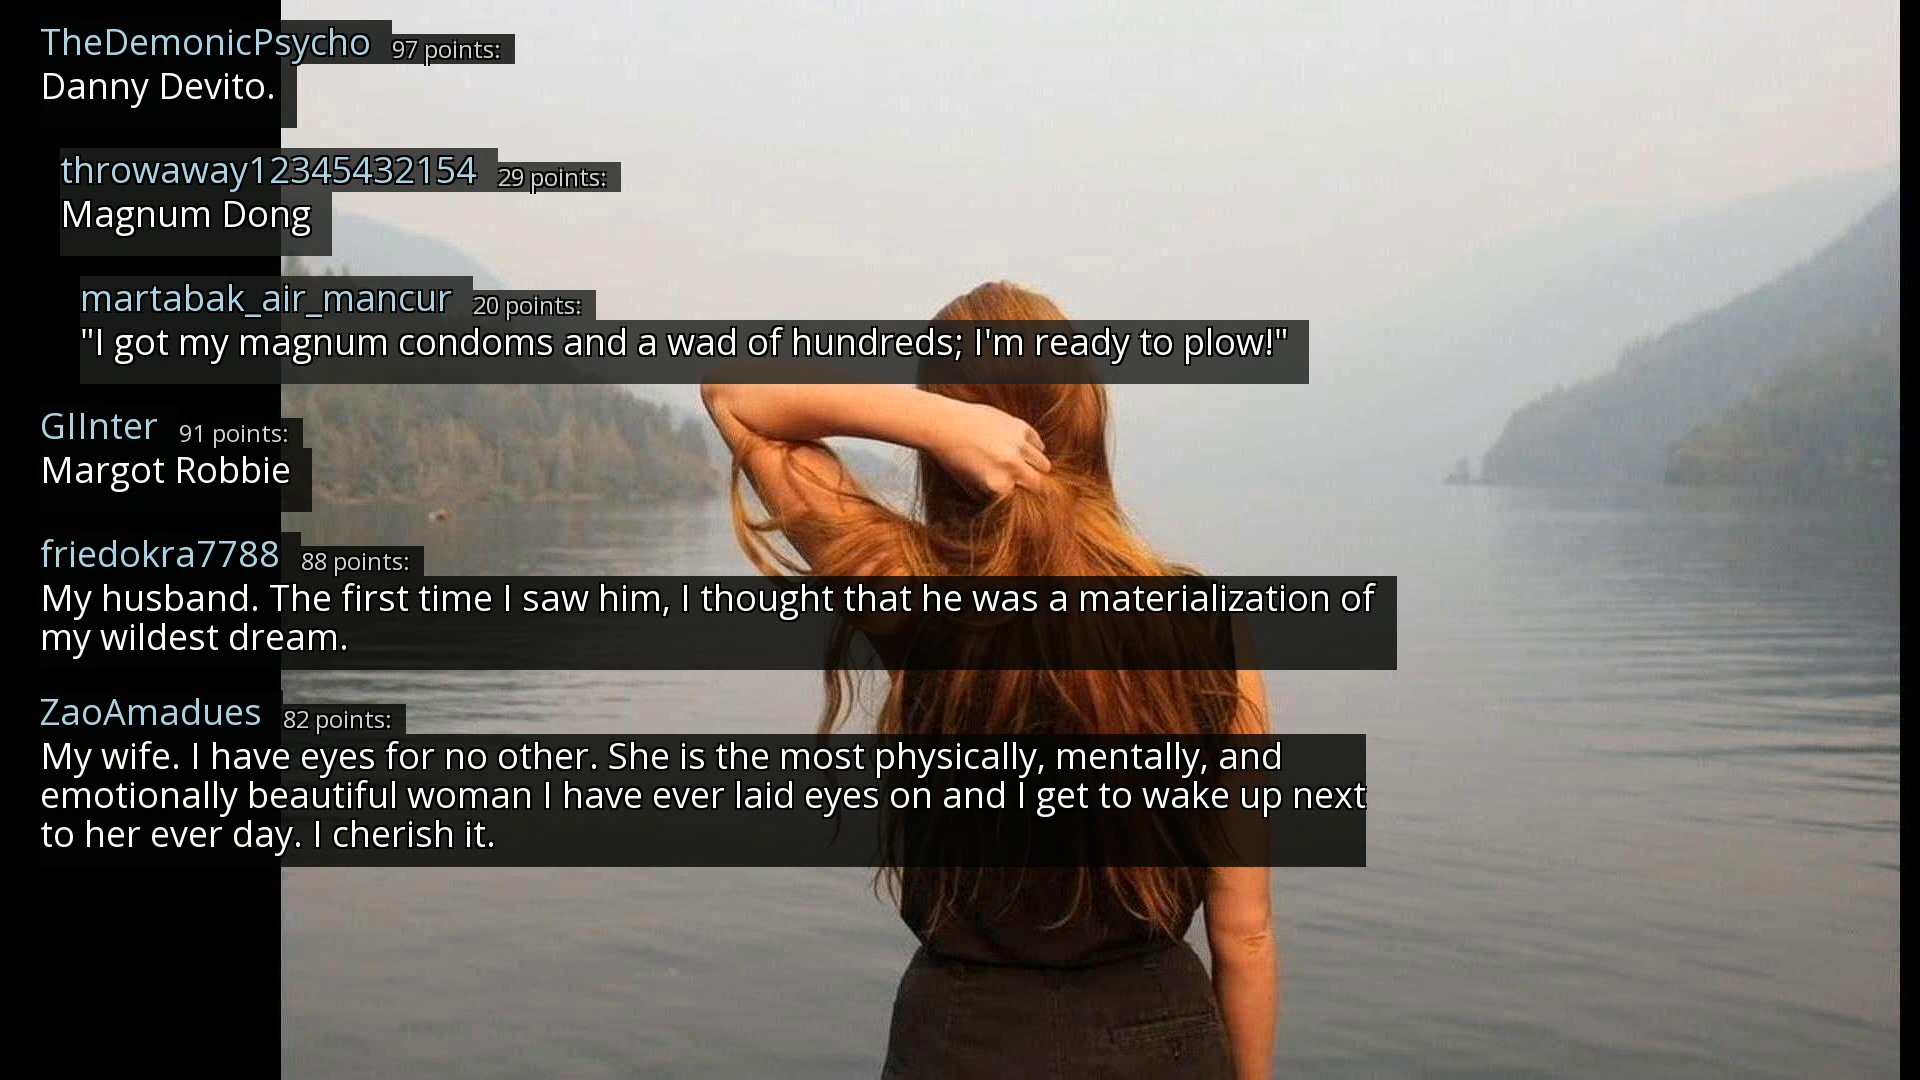 TheDemonicPsycho 97 points:
Danny Devito.
throwaway12345432154 29 points:
Magnum Dong
martabak_air_mancur 20 points:
"I got my magnum condoms and a wad of hundreds; I'm ready to plow!"
GIInter 91 points:
Margot Robbie
friedokra7788 88 points:
My husband. The first time I saw him, I thought that he was a materialization of
my wildest dream.
ZaoAmadues 82 points:
My wife. I have eyes for no other. She is the most physically, mentally, and
emotionally beautiful woman I have ever laid eyes on and I get to wake up next
to her ever day. I cherish it.